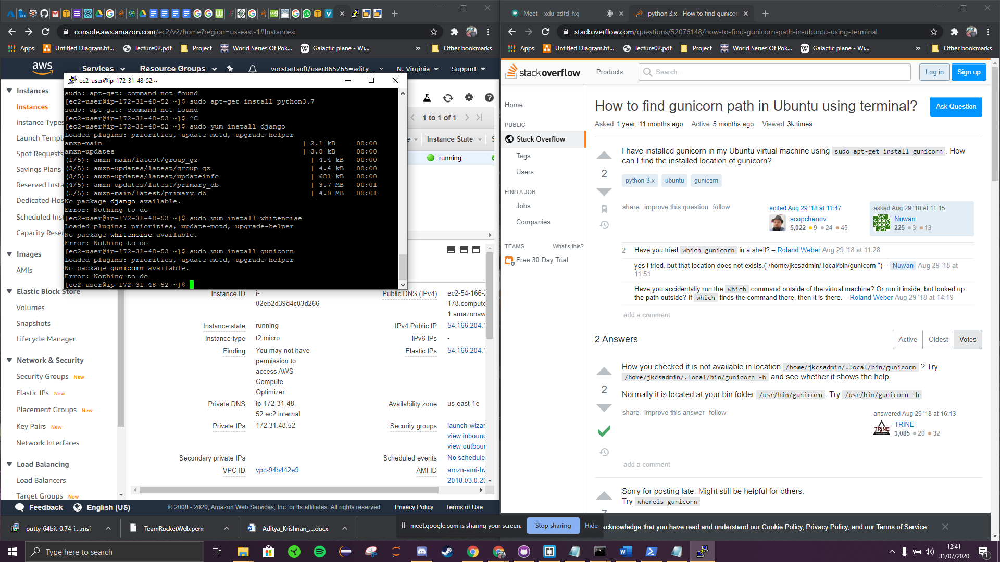 console.aws.amazon.com/ec2/v2/home?region=us-east-1#Instances:
Apps
Untitled Diagram.ht...
lecture02.pdf
Project
World Series Of Pok...
Galactic plane - Wi...
»
Other bookmarks
aws
Services
Resource Groups
vocstartsoft/user865765=adity...
N. Virginia
Support
Instances
Instances
Instance Types
Launch Templa
Spot Requests
Savings Plans
Reserved Insta
Dedicated Host
Scheduled Inst
Capacity Reser
Images
AMIs
Elastic Block Store
Volumes
Snapshots
Lifecycle Manager
Network & Security
Security Groups New
Elastic IPs New
Placement Groups New
Key Pairs New
Network Interfaces
Load Balancing
Load Balancers
Target Groups New
ec2-user@ip-172-31-48-52:~
sudo: apt-get: command not found
[ec2-user@ip-172-31-48-52 ~]$ sudo apt-get install python3.7
sudo: apt-get: command not found
[ec2-user@ip-172-31-48-52 ~]$ ^C
[ec2-user@ip-172-31-48-52 ~]$ sudo yum install django
Loaded plugins: priorities, update-motd, upgrade-helper
amzn-main | 2.1 kB 00:00
amzn-updates | 3.8 kB 00:00
(1/5): amzn-main/latest/group_gz | 4.4 kB 00:00
(2/5): amzn-updates/latest/group_gz | 4.4 kB 00:00
(3/5): amzn-updates/latest/updateinfo | 681 kB 00:00
(4/5): amzn-updates/latest/primary_db | 3.7 MB 00:01
(5/5): amzn-main/latest/primary_db | 4.0 MB 00:01
No package django available.
Error: Nothing to do
[ec2-user@ip-172-31-48-52 ~]$ sudo yum install whitenoise
Loaded plugins: priorities, update-motd, upgrade-helper
No package whitenoise available.
Error: Nothing to do
[ec2-user@ip-172-31-48-52 ~]$ sudo yum install gunicorn
Loaded plugins: priorities, update-motd, upgrade-helper
No package gunicorn available.
Error: Nothing to do
[ec2-user@ip-172-31-48-52 ~]$
1 to 1 of 1
Instance State
running
Instance ID
i-
02eb2d39d4c03d266
Public DNS (IPv4)
ec2-54-166-2
178.compute
1.amazonaw
Instance state
running
IPv4 Public IP
54.166.204.1
Instance type
t2.micro
IPv6 IPs
-
Finding
You may not have
permission to
access AWS
Compute
Optimizer.
Elastic IPs
54.166.204.1
Private DNS
ip-172-31-48-
52.ec2.internal
Availability zone
us-east-1e
Private IPs
172.31.48.52
Security groups
launch-wizar
view inbound
view outbour
Secondary private IPs
Scheduled events
No schedule
VPC ID
vpc-94b442e9
AMI ID
amzn-ami-hv
2018.03.0.20
Feedback
English (US)
© 2008 - 2020, Amazon Web Services, Inc. or its affiliates. All rights reserved.
Privacy Policy
Terms of Use
putty-64bit-0.74-i....msi
TeamRocketWeb.pem
Aditya_Krishnan_....docx
meet.google.com is sharing your screen.
Stop sharing
Hide
Meet – xdu-zdfd-hxj
python 3.x - How to find gunicorn
stackoverflow.com/questions/52076148/how-to-find-gunicorn-path-in-ubuntu-using-terminal
Apps
Untitled Diagram.ht...
lecture02.pdf
Project
World Series Of Pok...
Galactic plane - Wi...
»
Other bookmarks
stackoverflow
Products
Search...
Log in
Sign up
Home
PUBLIC
Stack Overflow
Tags
Users
FIND A JOB
Jobs
Companies
TEAMS
What's this?
Free 30 Day Trial
How to find gunicorn path in Ubuntu using terminal?
Ask Question
Asked 1 year, 11 months ago Active 5 months ago Viewed 3k times
2
I have installed gunicorn in my Ubuntu virtual machine using sudo apt-get install gunicorn . How
can I find the installed location of gunicorn?
python-3.x ubuntu gunicorn
share improve this question follow
edited Aug 29 '18 at 11:47
scopchanov
5,022 9 24 45
asked Aug 29 '18 at 11:15
Nuwan
225 3 13
2 Have you tried which gunicorn in a shell? – Roland Weber Aug 29 '18 at 11:28
yes i tried. but that location does not exists.("/home/jkcsadmin/.local/bin/gunicorn ") – Nuwan Aug 29 '18 at
11:51
Have you accidentally run the which command outside of the virtual machine? Or run it inside, but looked up
the path outside? If which finds the command there, then it is there. – Roland Weber Aug 29 '18 at 14:19
add a comment
2 Answers
Active
Oldest
Votes
2
How you checked it is not available in location /home/jkcsadmin/.local/bin/gunicorn ? Try
/home/jkcsadmin/.local/bin/gunicorn -h and see whether it shows the help.
Normally it is located at your bin folder /usr/bin/gunicorn . Try /usr/bin/gunicorn -h
share improve this answer follow
answered Aug 29 '18 at 16:13
TRiNE
3,085 20 32
add a comment
Sorry for posting late. Might still be helpful for others.
Try whereis gunicorn
acknowledge that you have read and understand our Cookie Policy, Privacy Policy, and our Terms of Service.
Type here to search
12:41
31/07/2020
1